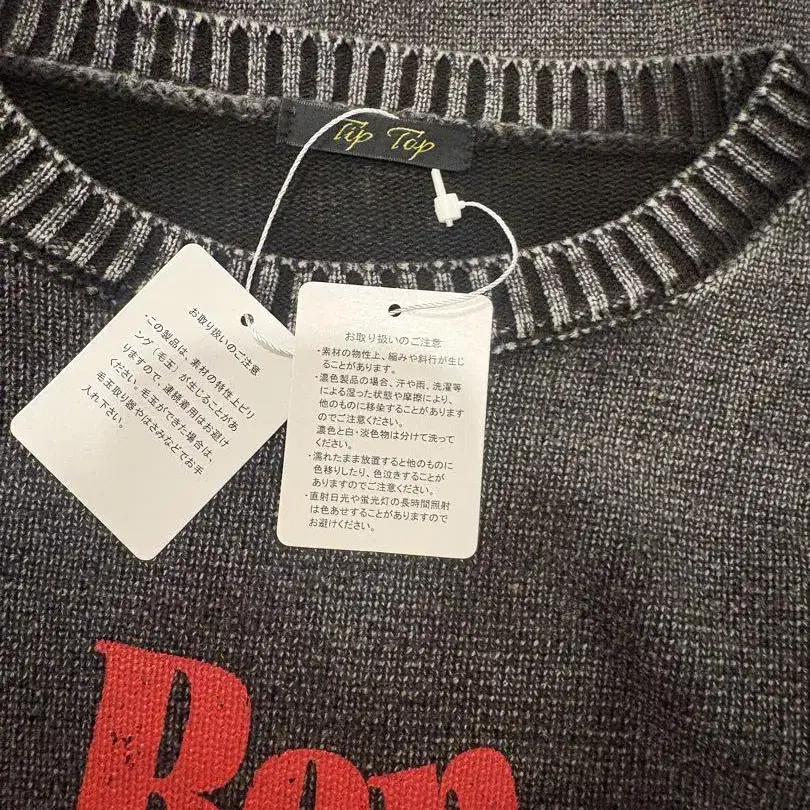 Tip Top
お取り扱いのご注意
・この製品は、素材の特性上ピリ
ング（毛玉）が生じることがあ
りますので、連続着用はお避け
ください。毛玉ができた場合は、
毛玉取り器やはさみなどでお手
入れ下さい。
お取り扱いのご注意
・素材の物性上、縮みや斜行が生じ
ることがあります。
・濃色製品の場合、汗や雨、洗濯等
による湿った状態や摩擦により、
他のものに移染することがあります
のでご注意ください。
濃色と白・淡色物は分けて洗って
ください。
・濡れたまま放置すると他のものに
色移りしたり、色泣きすることが
ありますのでご注意ください。
・直射日光や蛍光灯の長時間照射
は色あせすることがありますので
お避けください。
Bon